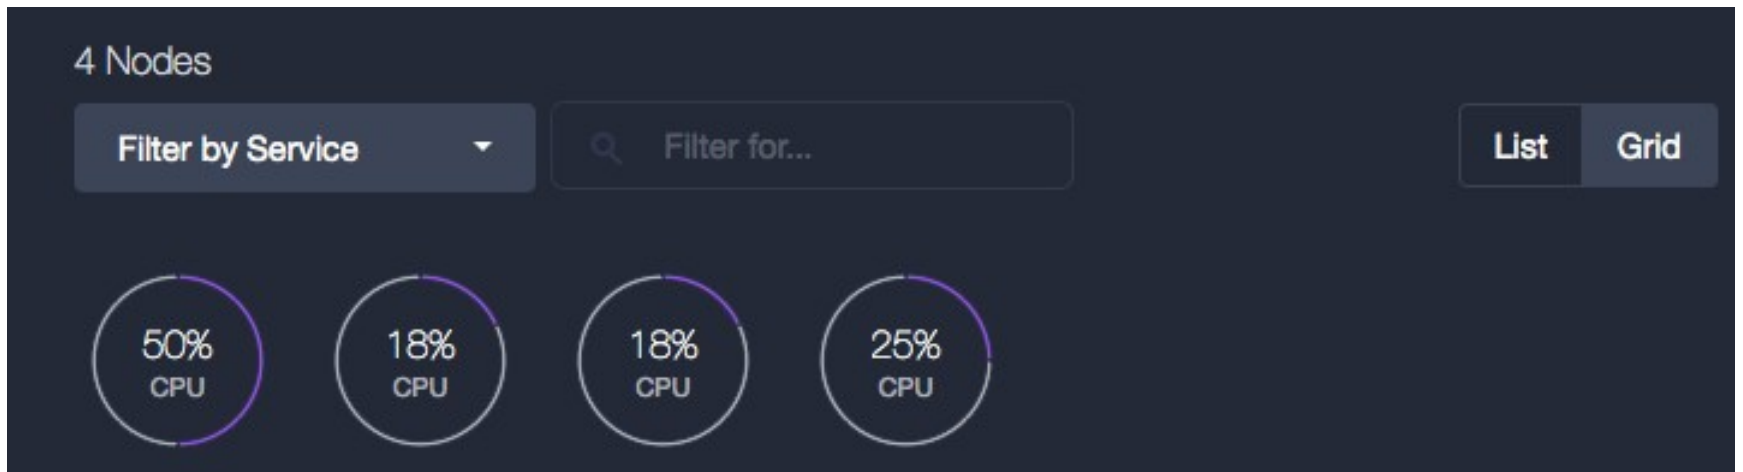 4 Nodes
Filter by Service
Filter for...
List
Grid
50%
CPU
18%
CPU
18%
CPU
25%
CPU